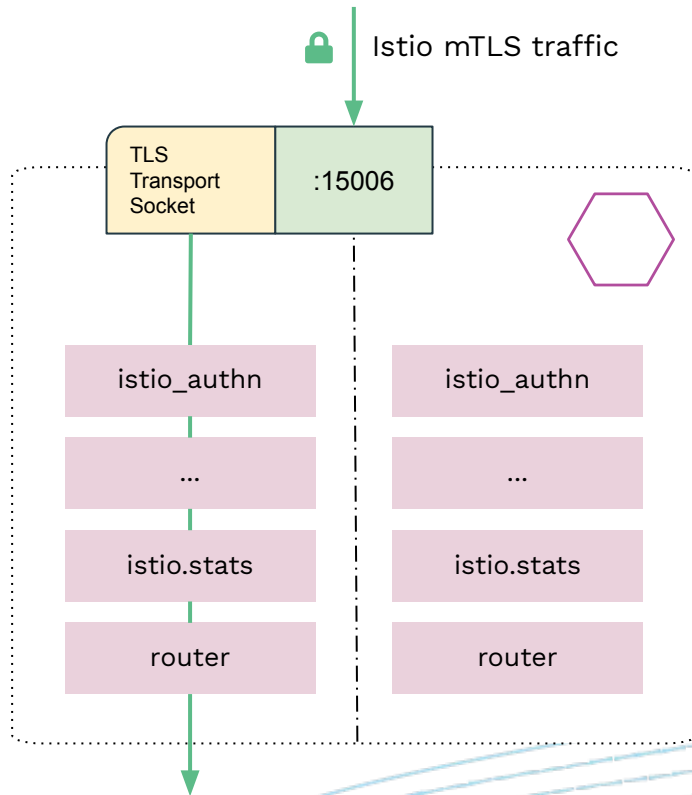 Istio mTLS traffic
TLS
Transport
Socket
:15006
istio_authn
istio_authn
...
...
istio.stats
istio.stats
router
router